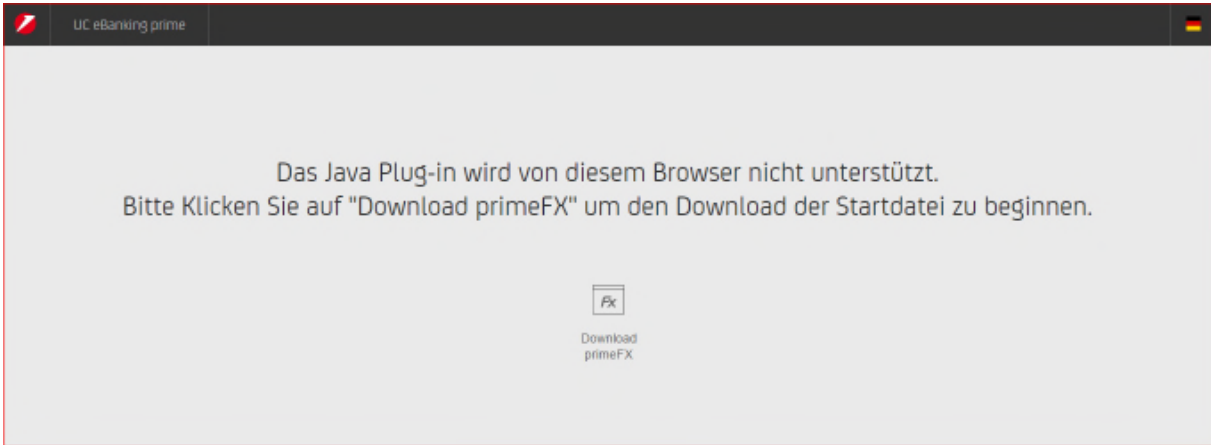 UC eBanking prime
Das Java Plug-in wird von diesem Browser nicht unterstützt.
Bitte Klicken Sie auf "Download primeFX" um den Download der Startdatei zu beginnen.
Fx
Download
primeFX